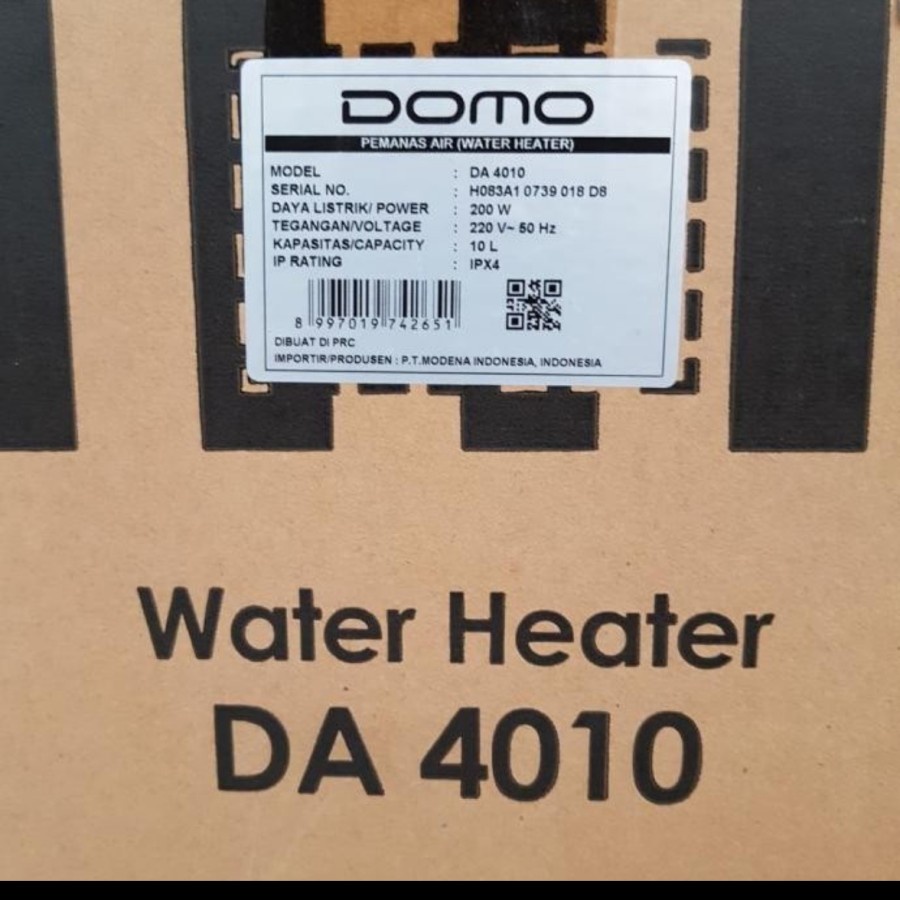 DOMO
PEMANAS AIR (WATER HEATER)
MODEL : DA 4010
SERIAL NO. : H083A1 0739 018 D8
DAYA LISTRIK/ POWER : 200 W
TEGANGAN/VOLTAGE : 220 V~ 50 Hz
KAPASITAS/CAPACITY : 10 L
IP RATING : IPX4
8 997019 742651
DIBUAT DI PRC
IMPORTIR/PRODUSEN : P.T.MODENA INDONESIA, INDONESIA
Water Heater
DA 4010